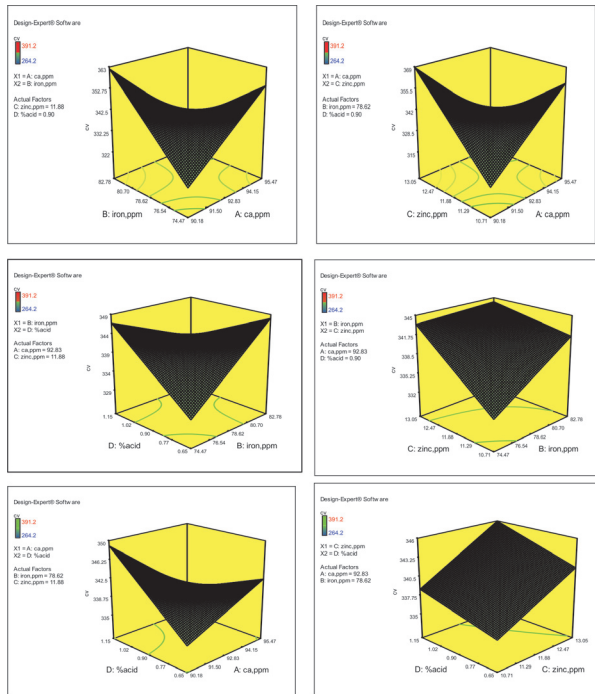 Design-Expert® Software
cv
391.2
264.2
X1 = A: ca,ppm
X2 = B: iron,ppm
Actual Factors
C: zinc,ppm = 11.88
D: %acid = 0.90
363
352.75
342.5
332.25
322
cv
82.78
80.70
78.62
76.54
74.47
90.18
91.50
92.83
94.15
95.47
B: iron,ppm
A: ca,ppm
Design-Expert® Software
cv
391.2
264.2
X1 = A: ca,ppm
X2 = C: zinc,ppm
Actual Factors
B: iron,ppm = 78.62
D: %acid = 0.90
369
355.5
342
328.5
315
cv
13.05
12.47
11.88
11.29
10.71
90.18
91.50
92.83
94.15
95.47
C: zinc,ppm
A: ca,ppm
Design-Expert® Software
cv
391.2
264.2
X1 = B: iron,ppm
X2 = D: %acid
Actual Factors
A: ca,ppm = 92.83
C: zinc,ppm = 11.88
349
344
339
334
329
cv
1.15
1.02
0.90
0.77
0.65
74.47
76.54
78.62
80.70
82.78
D: %acid
B: iron,ppm
Design-Expert® Software
cv
391.2
264.2
X1 = B: iron,ppm
X2 = C: zinc,ppm
Actual Factors
A: ca,ppm = 92.83
D: %acid = 0.90
345
341.75
338.5
335.25
332
cv
13.05
12.47
11.88
11.29
10.71
74.47
76.54
78.62
80.70
82.78
C: zinc,ppm
B: iron,ppm
Design-Expert® Software
cv
391.2
264.2
X1 = A: ca,ppm
X2 = D: %acid
Actual Factors
B: iron,ppm = 78.62
C: zinc,ppm = 11.88
350
346.25
342.5
338.75
335
cv
1.15
1.02
0.90
0.77
0.65
90.18
91.50
92.83
94.15
95.47
D: %acid
A: ca,ppm
Design-Expert® Software
cv
391.2
264.2
X1 = C: zinc,ppm
X2 = D: %acid
Actual Factors
A: ca,ppm = 92.83
B: iron,ppm = 78.62
346
343.25
340.5
337.75
335
cv
1.15
1.02
0.90
0.77
0.65
10.71
11.29
11.88
12.47
13.05
D: %acid
C: zinc,ppm